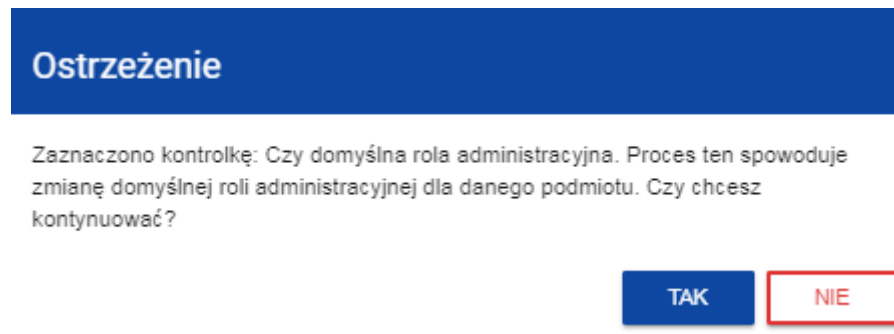 Ostrzeżenie
Zaznaczono kontrolkę: Czy domyślna rola administracyjna. Proces ten spowoduje
zmianę domyślnej roli administracyjnej dla danego podmiotu. Czy chcesz
kontynuować?
TAK NIE